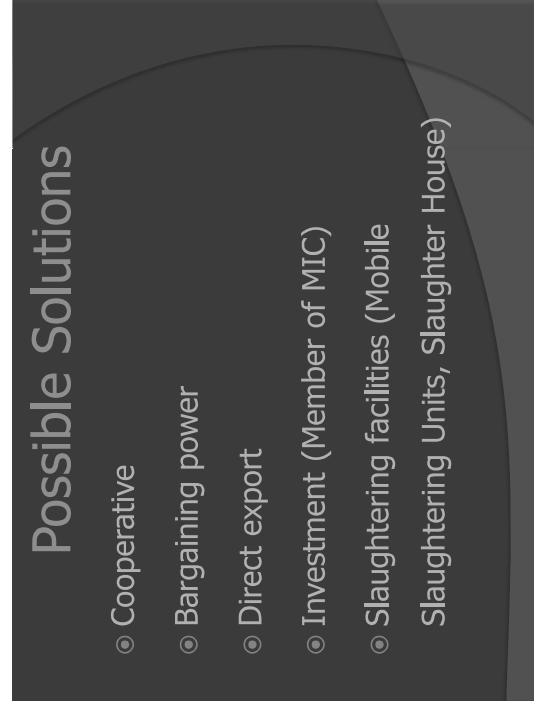 Possible Solutions
Cooperative
Bargaining power
Direct export
Investment (Member of MIC)
Slaughtering facilities (Mobile
Slaughtering Units, Slaughter House)